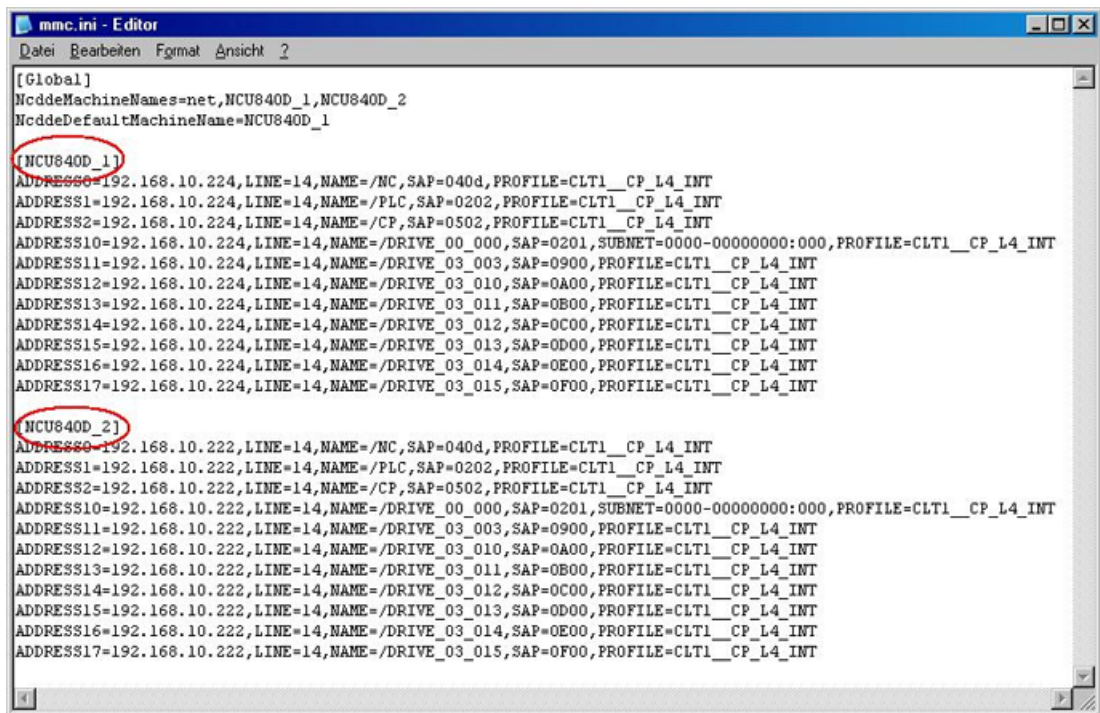 mmc.ini - Editor
Datei Bearbeiten Format Ansicht ?
[Global]
NcddeMachineNames=net,NCU840D_1,NCU840D_2
NcddeDefaultMachineName=NCU840D_1
[NCU840D_1]
ADDRESS0=192.168.10.224,LINE=14,NAME=/NC,SAP=040d,PROFILE=CLT1__CP_L4_INT
ADDRESS1=192.168.10.224,LINE=14,NAME=/PLC,SAP=0202,PROFILE=CLT1__CP_L4_INT
ADDRESS2=192.168.10.224,LINE=14,NAME=/CP,SAP=0502,PROFILE=CLT1__CP_L4_INT
ADDRESS10=192.168.10.224,LINE=14,NAME=/DRIVE_00_000,SAP=0201,SUBNET=0000-00000000:000,PROFILE=CLT1__CP_L4_INT
ADDRESS11=192.168.10.224,LINE=14,NAME=/DRIVE_03_003,SAP=0900,PROFILE=CLT1__CP_L4_INT
ADDRESS12=192.168.10.224,LINE=14,NAME=/DRIVE_03_010,SAP=0A00,PROFILE=CLT1__CP_L4_INT
ADDRESS13=192.168.10.224,LINE=14,NAME=/DRIVE_03_011,SAP=0B00,PROFILE=CLT1__CP_L4_INT
ADDRESS14=192.168.10.224,LINE=14,NAME=/DRIVE_03_012,SAP=0C00,PROFILE=CLT1__CP_L4_INT
ADDRESS15=192.168.10.224,LINE=14,NAME=/DRIVE_03_013,SAP=0D00,PROFILE=CLT1__CP_L4_INT
ADDRESS16=192.168.10.224,LINE=14,NAME=/DRIVE_03_014,SAP=0E00,PROFILE=CLT1__CP_L4_INT
ADDRESS17=192.168.10.224,LINE=14,NAME=/DRIVE_03_015,SAP=0F00,PROFILE=CLT1__CP_L4_INT
[NCU840D_2]
ADDRESS0=192.168.10.222,LINE=14,NAME=/NC,SAP=040d,PROFILE=CLT1__CP_L4_INT
ADDRESS1=192.168.10.222,LINE=14,NAME=/PLC,SAP=0202,PROFILE=CLT1__CP_L4_INT
ADDRESS2=192.168.10.222,LINE=14,NAME=/CP,SAP=0502,PROFILE=CLT1__CP_L4_INT
ADDRESS10=192.168.10.222,LINE=14,NAME=/DRIVE_00_000,SAP=0201,SUBNET=0000-00000000:000,PROFILE=CLT1__CP_L4_INT
ADDRESS11=192.168.10.222,LINE=14,NAME=/DRIVE_03_003,SAP=0900,PROFILE=CLT1__CP_L4_INT
ADDRESS12=192.168.10.222,LINE=14,NAME=/DRIVE_03_010,SAP=0A00,PROFILE=CLT1__CP_L4_INT
ADDRESS13=192.168.10.222,LINE=14,NAME=/DRIVE_03_011,SAP=0B00,PROFILE=CLT1__CP_L4_INT
ADDRESS14=192.168.10.222,LINE=14,NAME=/DRIVE_03_012,SAP=0C00,PROFILE=CLT1__CP_L4_INT
ADDRESS15=192.168.10.222,LINE=14,NAME=/DRIVE_03_013,SAP=0D00,PROFILE=CLT1__CP_L4_INT
ADDRESS16=192.168.10.222,LINE=14,NAME=/DRIVE_03_014,SAP=0E00,PROFILE=CLT1__CP_L4_INT
ADDRESS17=192.168.10.222,LINE=14,NAME=/DRIVE_03_015,SAP=0F00,PROFILE=CLT1__CP_L4_INT